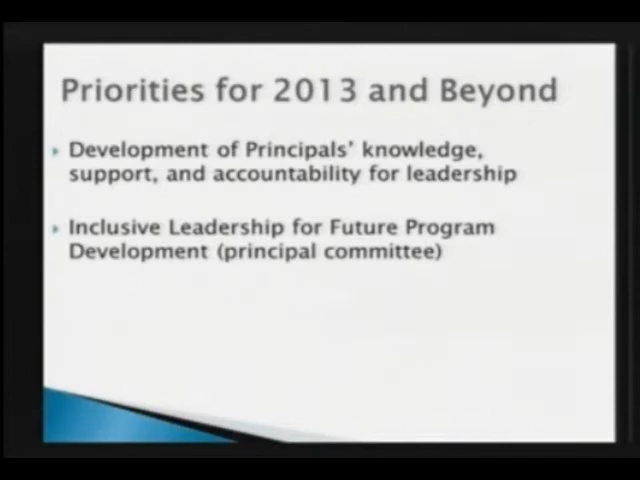 Priorities for 2013 and Beyond
Development of Principals’ knowledge,
support, and accountability for leadership
Inclusive Leadership for Future Program
Development (principal committee)